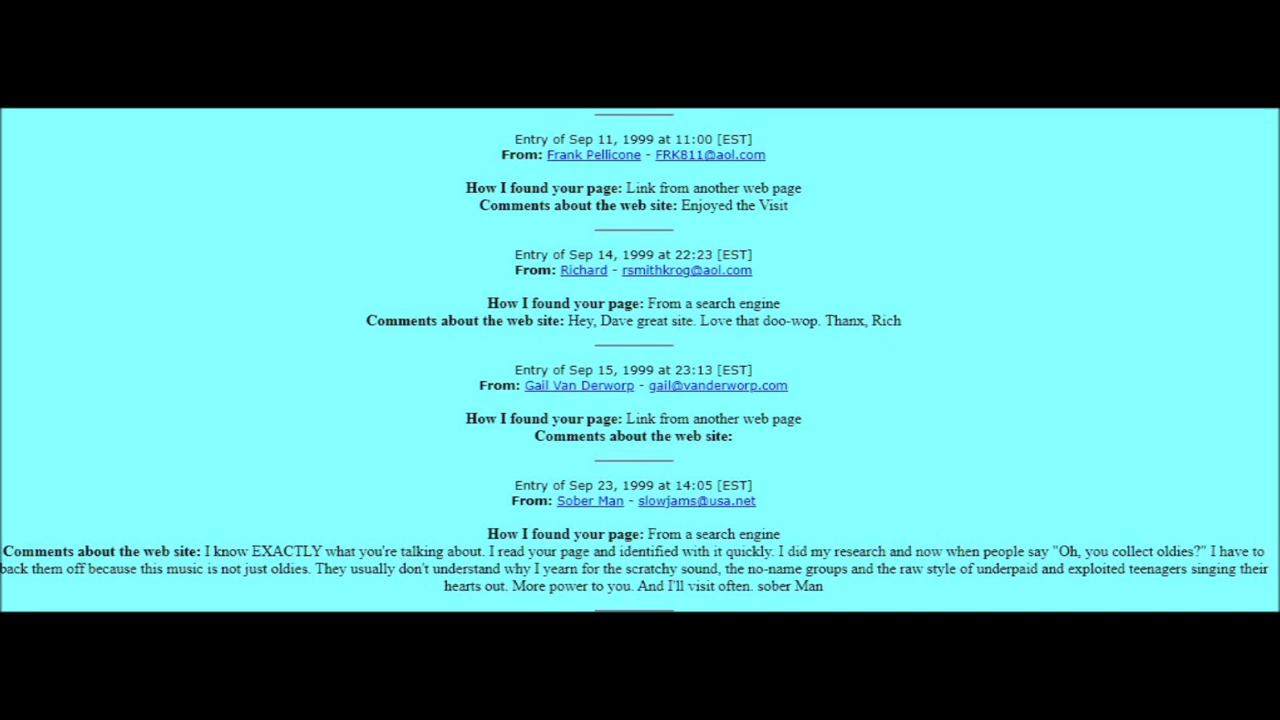 Entry of Sep 11, 1999 at 11:00 [EST]
From: Frank Pellicone - FRK811@aol.com
How I found your page: Link from another web page
Comments about the web site: Enjoyed the Visit
Entry of Sep 14, 1999 at 22:23 [EST]
From: Richard - rsmithkrog@aol.com
How I found your page: From a search engine
Comments about the web site: Hey, Dave great site. Love that doo-wop. Thanx, Rich
Entry of Sep 15, 1999 at 23:13 [EST]
From: Gail Van Derworp - gail@vanderworp.com
How I found your page: Link from another web page
Comments about the web site:
Entry of Sep 23, 1999 at 14:05 [EST]
From: Sober Man - slowjams@usa.net
How I found your page: From a search engine
Comments about the web site: I know EXACTLY what you're talking about. I read your page and identified with it quickly. I did my research and now when people say "Oh, you collect oldies?" I have to
back them off because this music is not just oldies. They usually don't understand why I yearn for the scratchy sound, the no-name groups and the raw style of underpaid and exploited teenagers singing their
hearts out. More power to you. And I'll visit often. sober Man